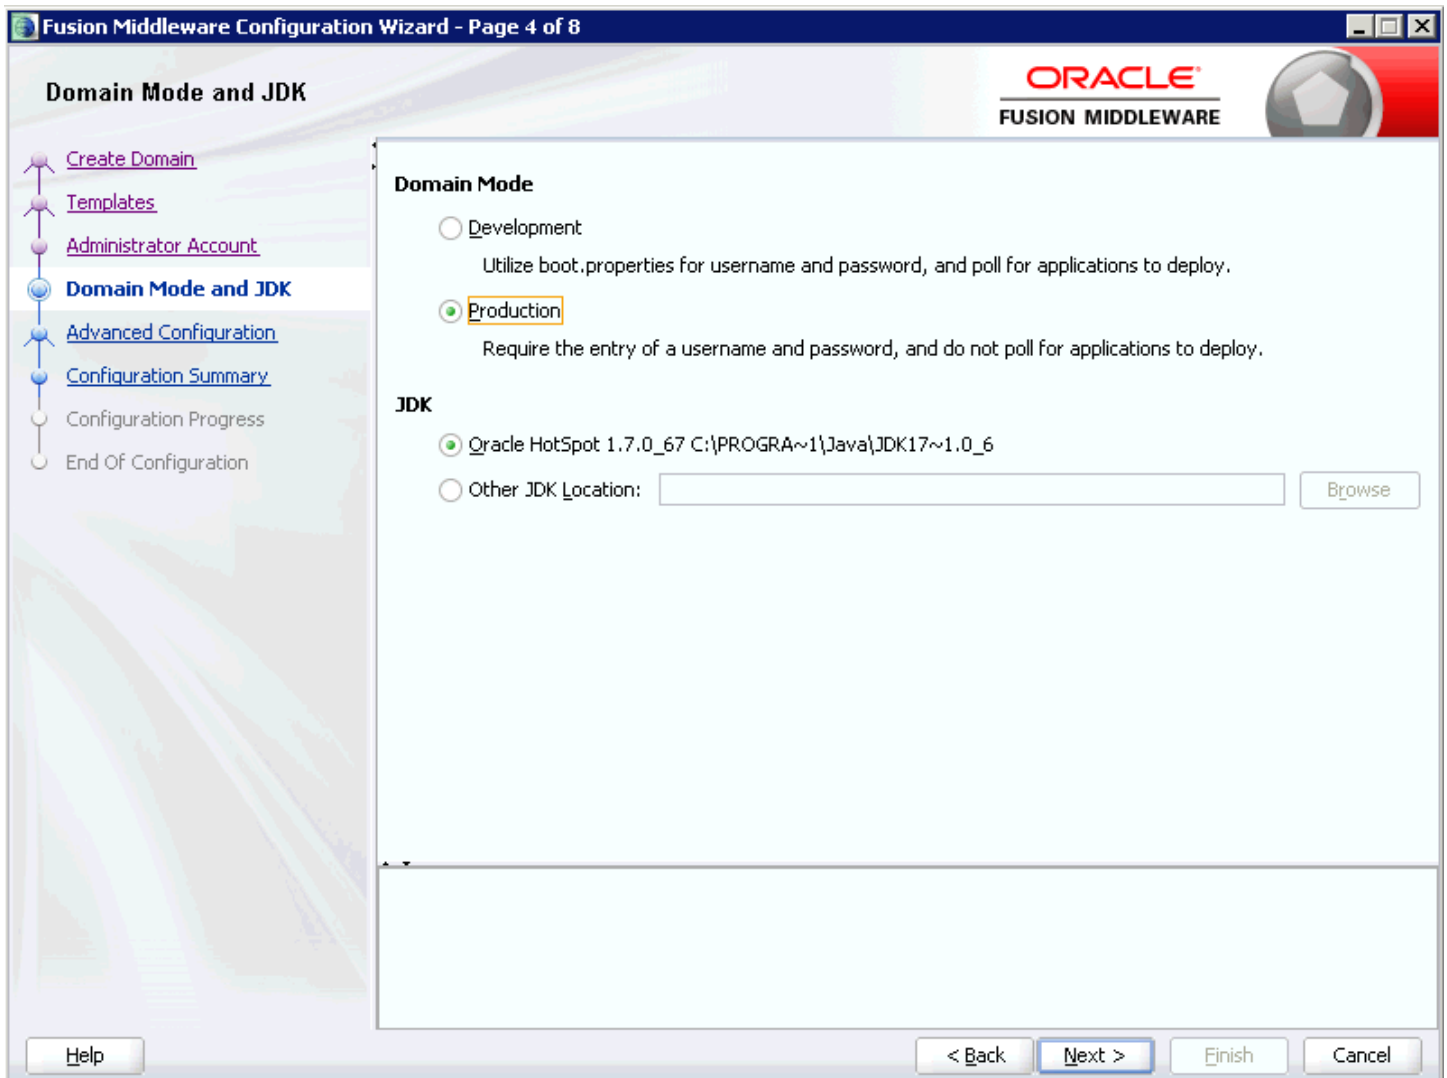 Fusion Middleware Configuration Wizard - Page 4 of 8
Domain Mode and JDK
ORACLE
FUSION MIDDLEWARE
Create Domain
Templates
Administrator Account
Domain Mode and JDK
Advanced Configuration
Configuration Summary
Configuration Progress
End Of Configuration
Domain Mode
Development
Utilize boot.properties for username and password, and poll for applications to deploy.
Production
Require the entry of a username and password, and do not poll for applications to deploy.
JDK
Oracle HotSpot 1.7.0_67 C:\PROGRA~1\Java\JDK17~1.0_6
Other JDK Location:
Browse
Help
< Back
Next >
Finish
Cancel